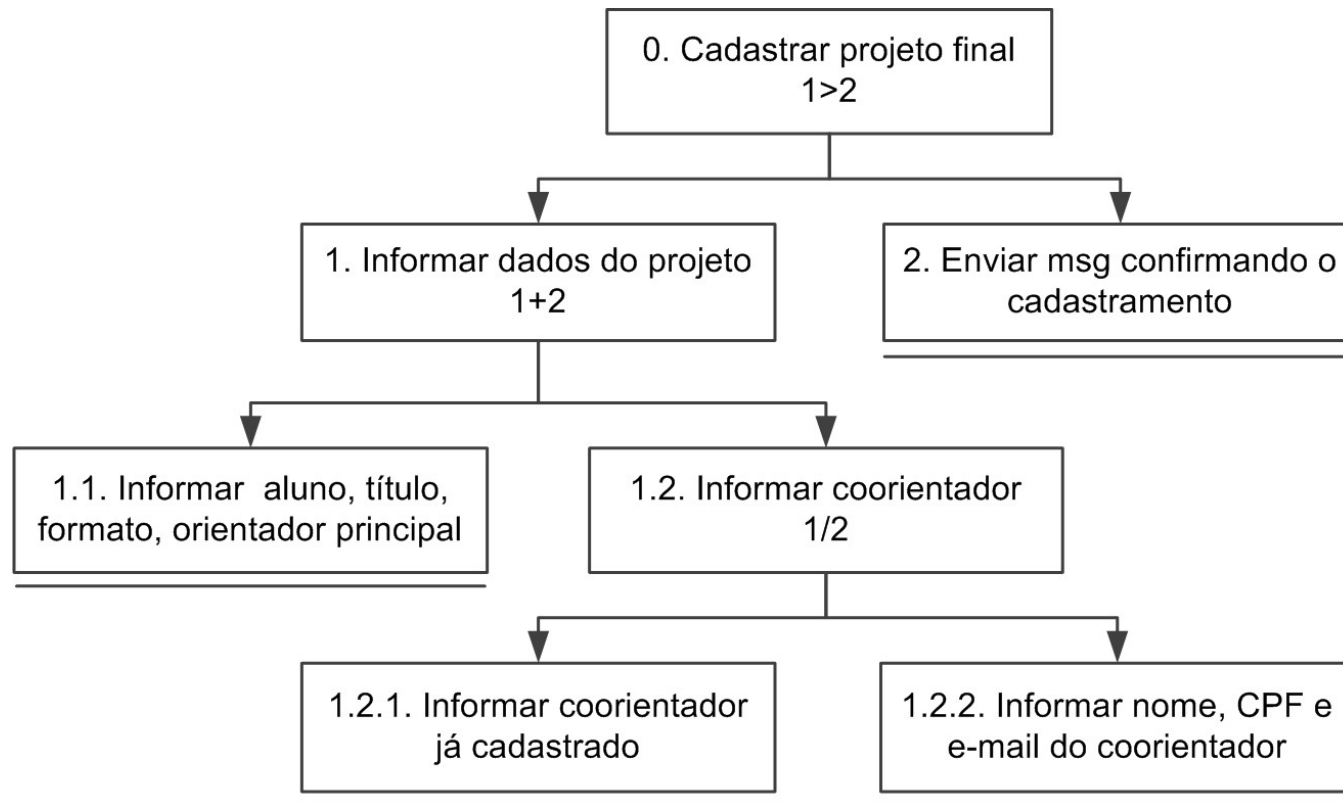 0. Cadastrar projeto final
1>2
1. Informar dados do projeto
1+2
2. Enviar msg confirmando o
cadastramento
1.1. Informar aluno, título,
formato, orientador principal
1.2. Informar coorientador
1/2
1.2.1. Informar coorientador
já cadastrado
1.2.2. Informar nome, CPF e
e-mail do coorientador